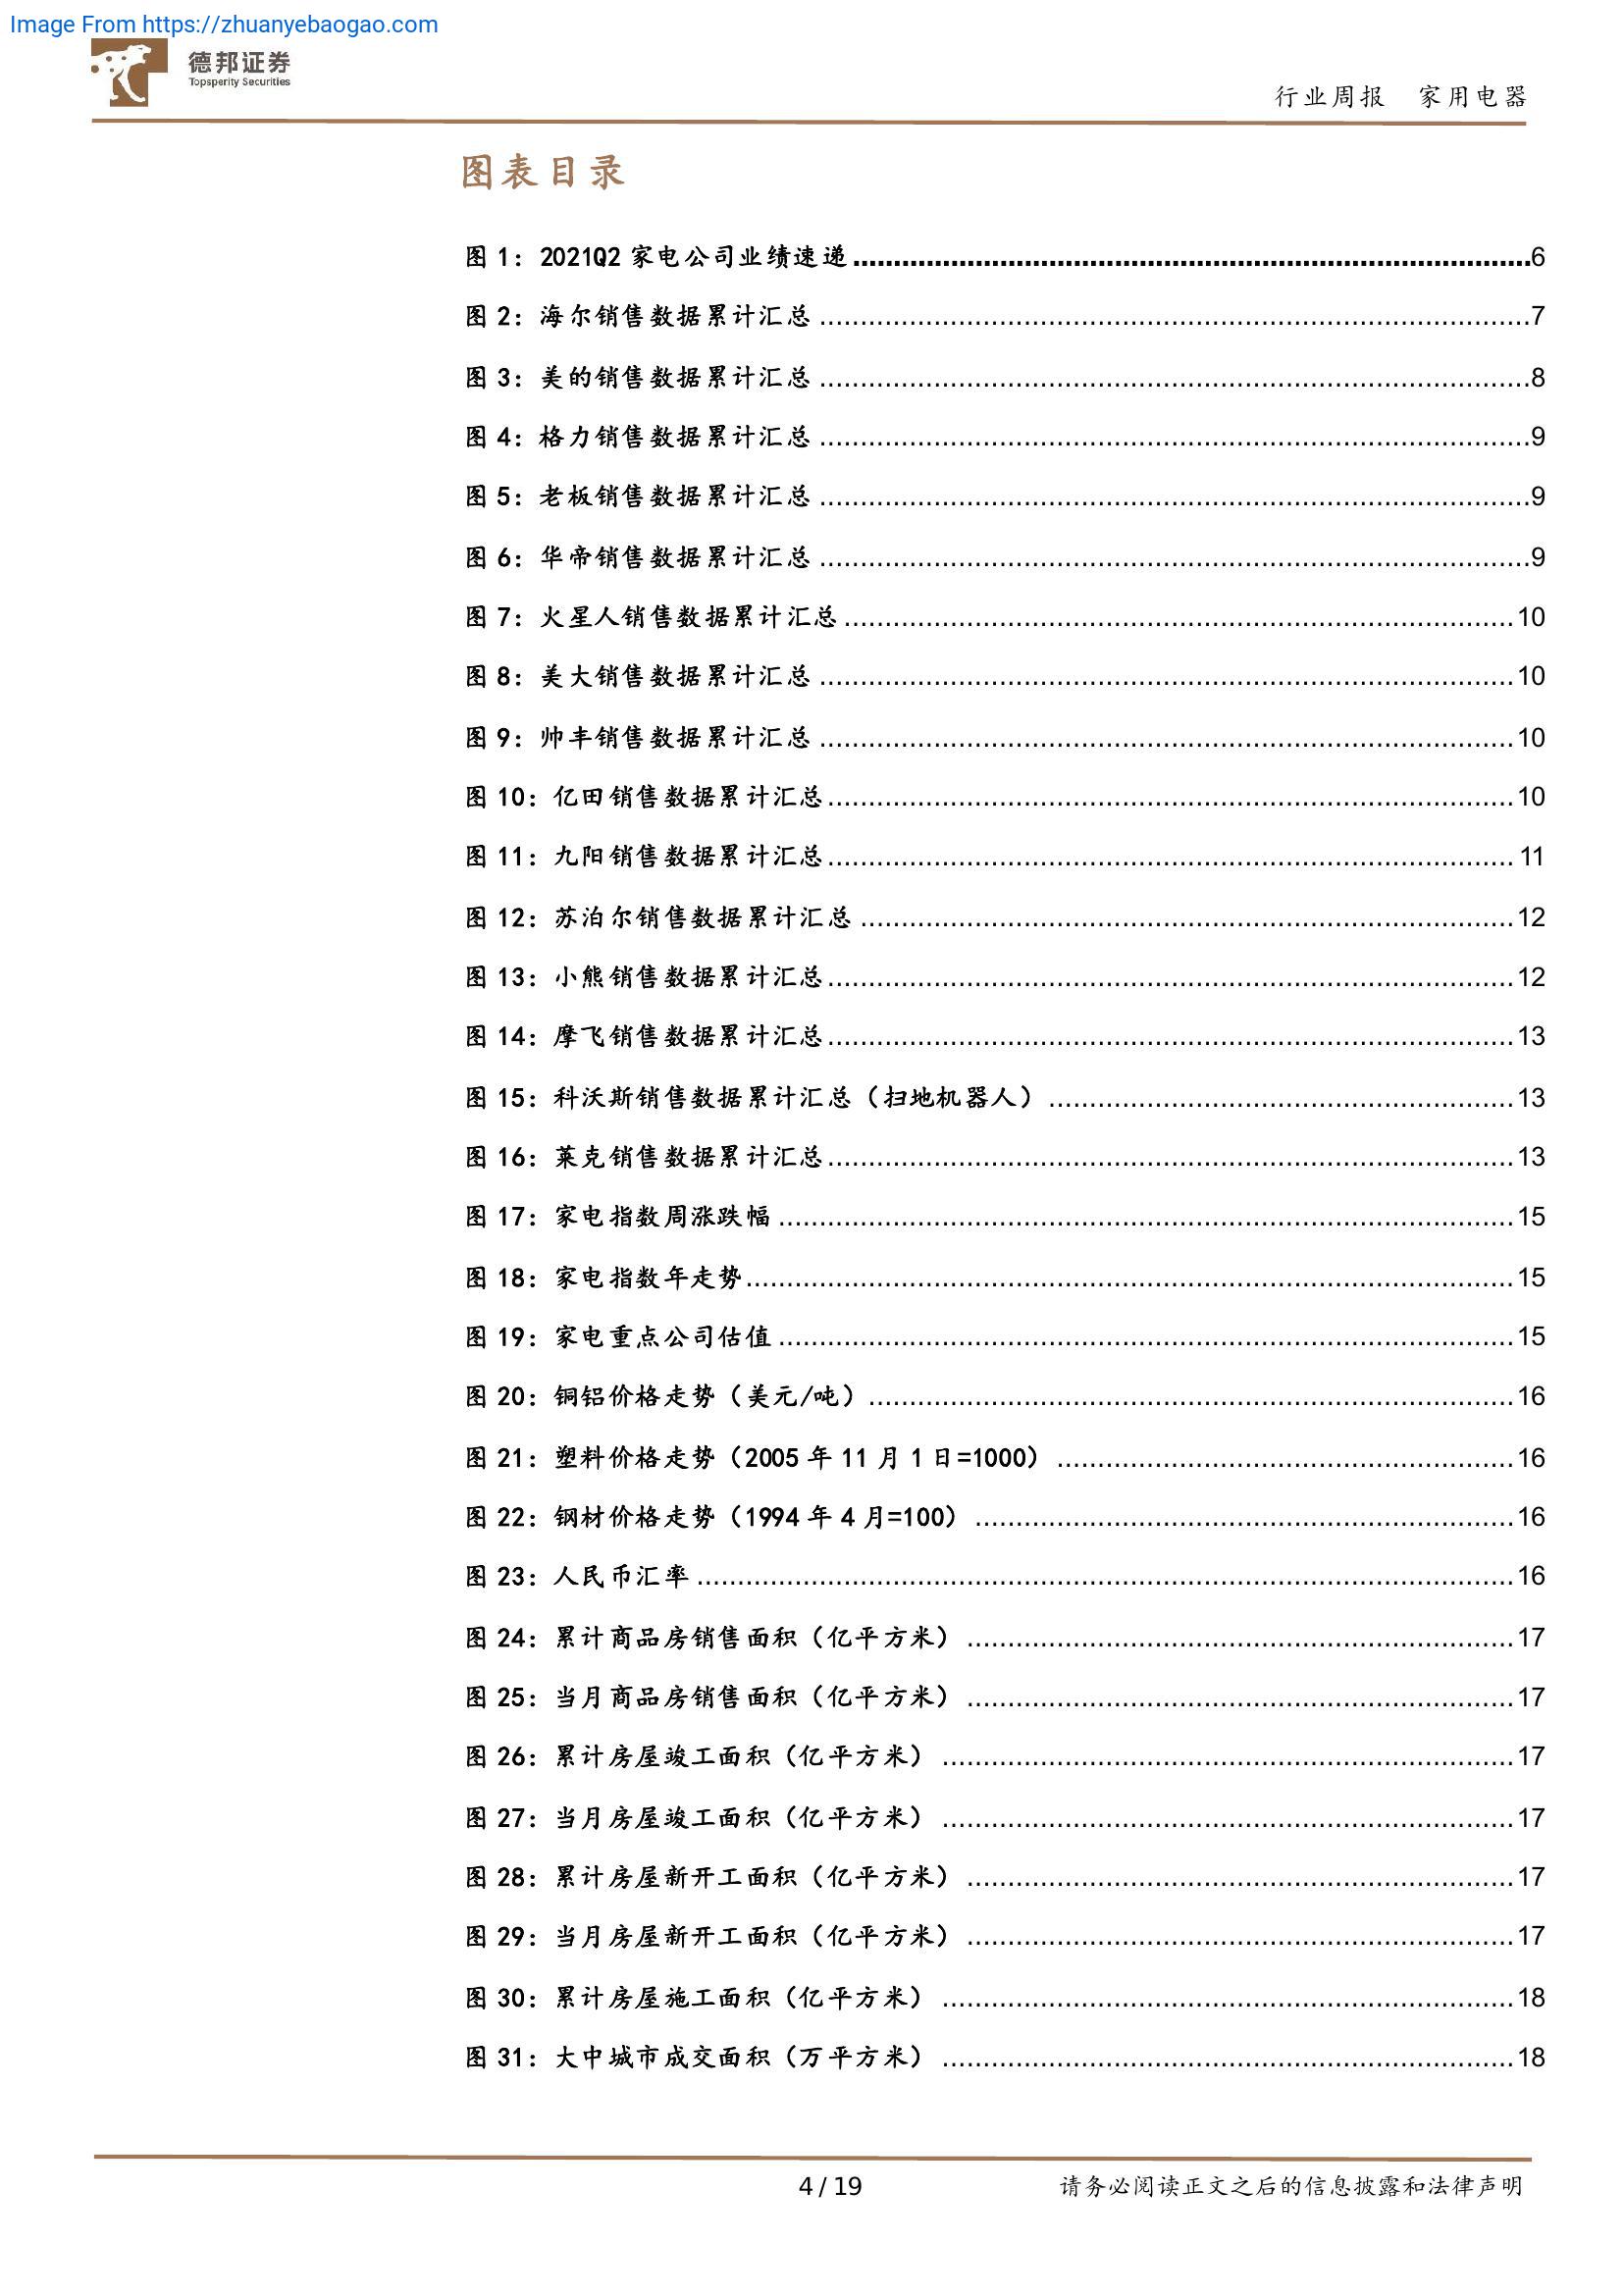 Image From https://zhuanyebaogao.com
德邦证券
Topsperity Securities
行业周报 家用电器
图表目录
图 1：2021Q2 家电公司业绩速递 6
图 2：海尔销售数据累计汇总 7
图 3：美的销售数据累计汇总 8
图 4：格力销售数据累计汇总 9
图 5：老板销售数据累计汇总 9
图 6：华帝销售数据累计汇总 9
图 7：火星人销售数据累计汇总 10
图 8：美大销售数据累计汇总 10
图 9：帅丰销售数据累计汇总 10
图 10：亿田销售数据累计汇总 10
图 11：九阳销售数据累计汇总 11
图 12：苏泊尔销售数据累计汇总 12
图 13：小熊销售数据累计汇总 12
图 14：摩飞销售数据累计汇总 13
图 15：科沃斯销售数据累计汇总（扫地机器人） 13
图 16：莱克销售数据累计汇总 13
图 17：家电指数周涨跌幅 15
图 18：家电指数年走势 15
图 19：家电重点公司估值 15
图 20：铜铝价格走势（美元/吨） 16
图 21：塑料价格走势（2005 年 11 月 1 日=1000） 16
图 22：钢材价格走势（1994 年 4 月=100） 16
图 23：人民币汇率 16
图 24：累计商品房销售面积（亿平方米） 17
图 25：当月商品房销售面积（亿平方米） 17
图 26：累计房屋竣工面积（亿平方米） 17
图 27：当月房屋竣工面积（亿平方米） 17
图 28：累计房屋新开工面积（亿平方米） 17
图 29：当月房屋新开工面积（亿平方米） 17
图 30：累计房屋施工面积（亿平方米） 18
图 31：大中城市成交面积（万平方米） 18
4 / 19 请务必阅读正文之后的信息披露和法律声明